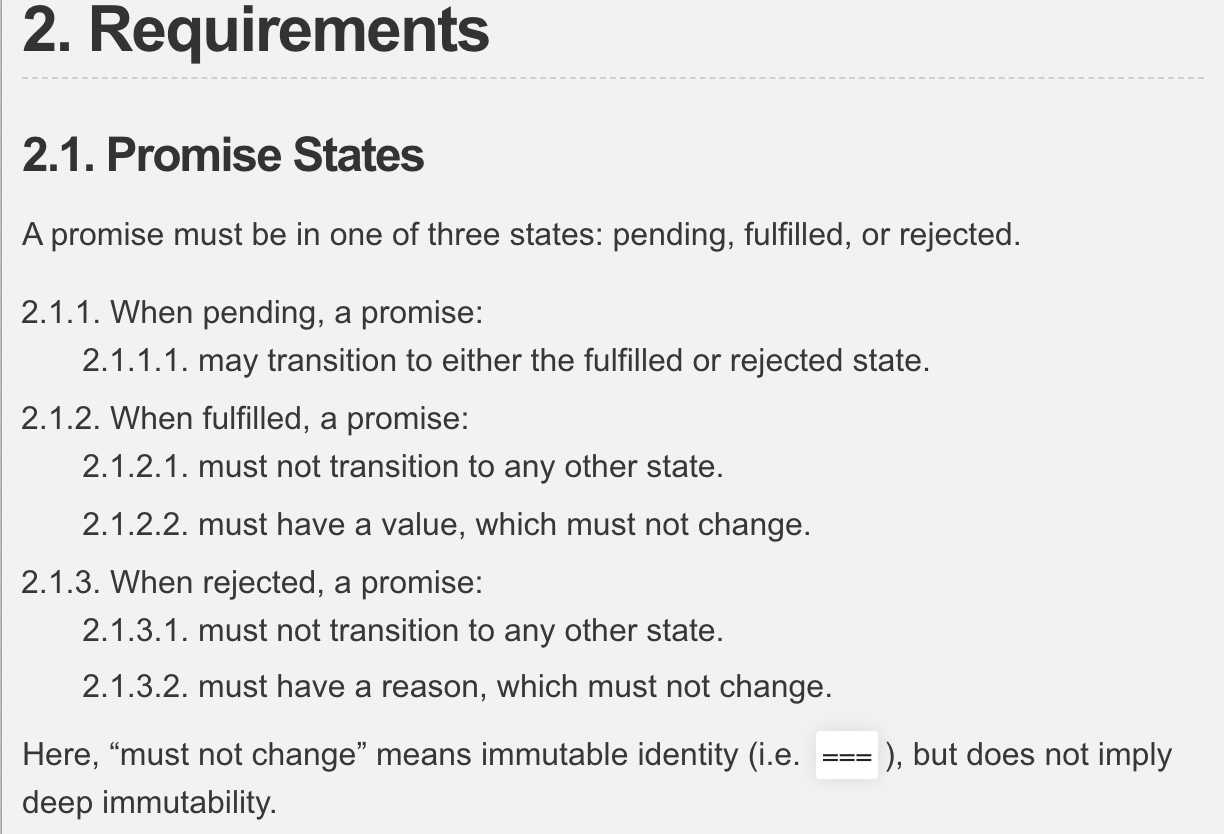 2. Requirements
2.1. Promise States
A promise must be in one of three states: pending, fulfilled, or rejected.
2.1.1. When pending, a promise:
2.1.1.1. may transition to either the fulfilled or rejected state.
2.1.2. When fulfilled, a promise:
2.1.2.1. must not transition to any other state.
2.1.2.2. must have a value, which must not change.
2.1.3. When rejected, a promise:
2.1.3.1. must not transition to any other state.
2.1.3.2. must have a reason, which must not change.
Here, “must not change” means immutable identity (i.e. === ), but does not imply
deep immutability.